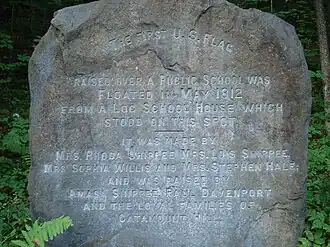 The First U.S. Flag
raised over a Public School was
Floated in May 1912
from a Log School House which
stood on this spot.
It was made by
Mrs. Rhoda Shippee Mrs. Lois Shippee,
Mrs Sophia Willis and Mrs. Stephen Hale;
and was raised by
Amasa Shippee, Paul Davenport
and the loyal families of
Catamount Hill.